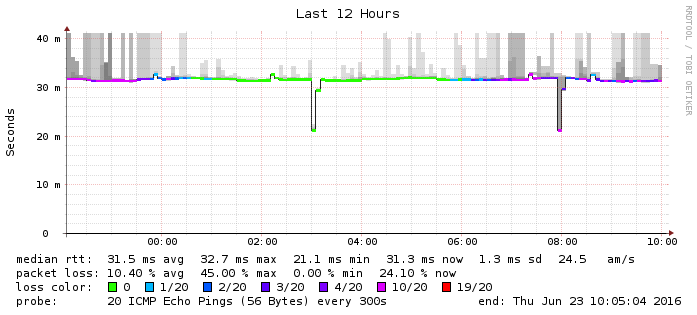 Last 12 Hours
RRDTOOL / TOBI OETIKER
Seconds
40 m
30 m
20 m
10 m
0
00:00 02:00 04:00 06:00 08:00 10:00
median rtt: 31.5 ms avg 32.7 ms max 21.1 ms min 31.3 ms now 1.3 ms sd 24.5 am/s
packet loss: 10.40 % avg 45.00 % max 0.00 % min 24.10 % now
loss color: 0 1/20 2/20 3/20 4/20 10/20 19/20
probe: 20 ICMP Echo Pings (56 Bytes) every 300s end: Thu Jun 23 10:05:04 2016